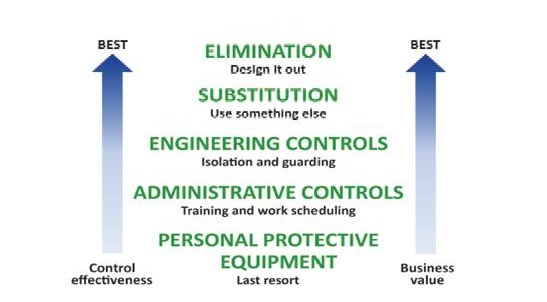 BEST
BEST
ELIMINATION
Design it out
SUBSTITUTION
Use something else
ENGINEERING CONTROLS
Isolation and guarding
ADMINISTRATIVE CONTROLS
Training and work scheduling
PERSONAL PROTECTIVE
EQUIPMENT
Last resort
Control
effectiveness
Business
value